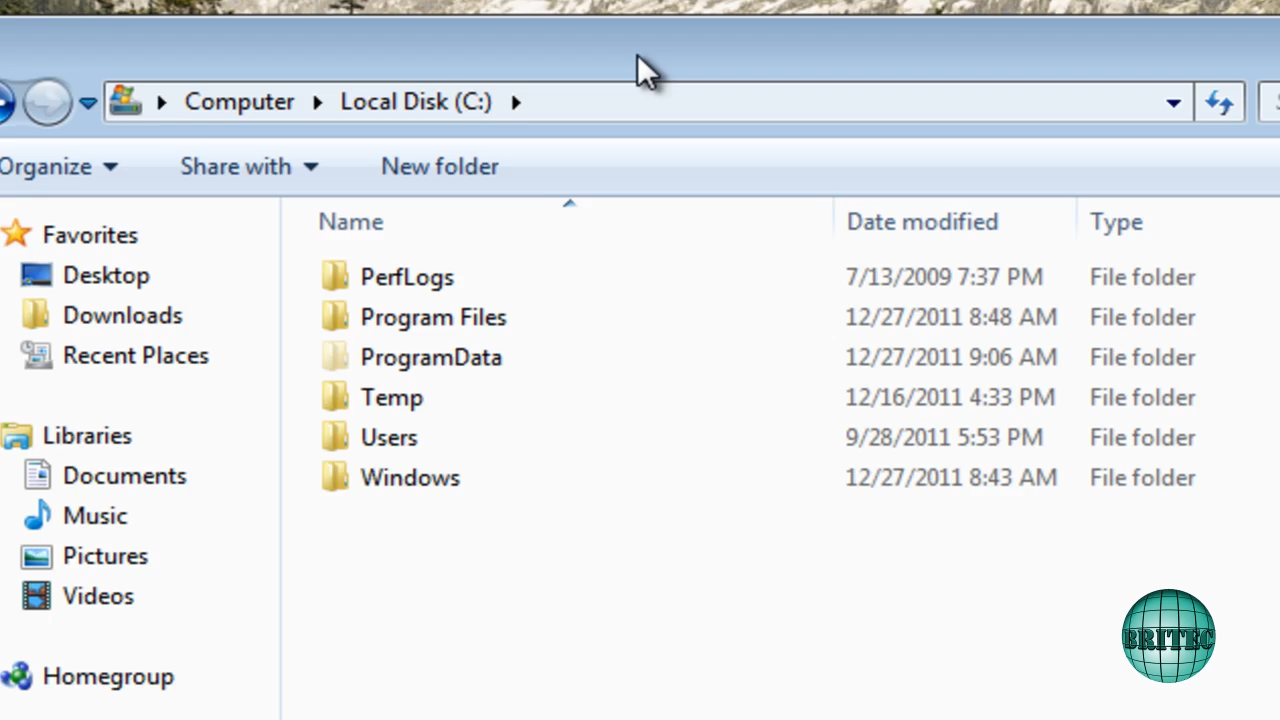 Computer Local Disk (C:)
Organize Share with New folder
Name Date modified Type
Favorites
Desktop
Downloads
Recent Places
Libraries
Documents
Music
Pictures
Videos
Homegroup
PerfLogs 7/13/2009 7:37 PM File folder
Program Files 12/27/2011 8:48 AM File folder
ProgramData 12/27/2011 9:06 AM File folder
Temp 12/16/2011 4:33 PM File folder
Users 9/28/2011 5:53 PM File folder
Windows 12/27/2011 8:43 AM File folder
BRITEC